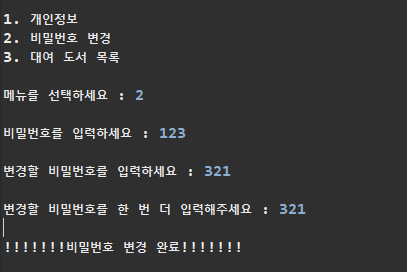 1. 개인정보
2. 비밀번호 변경
3. 대여 도서 목록
메뉴를 선택하세요 : 2
비밀번호를 입력하세요 : 123
변경할 비밀번호를 입력하세요 : 321
변경할 비밀번호를 한 번 더 입력해주세요 : 321
!!!!!!!비밀번호 변경 완료!!!!!!!